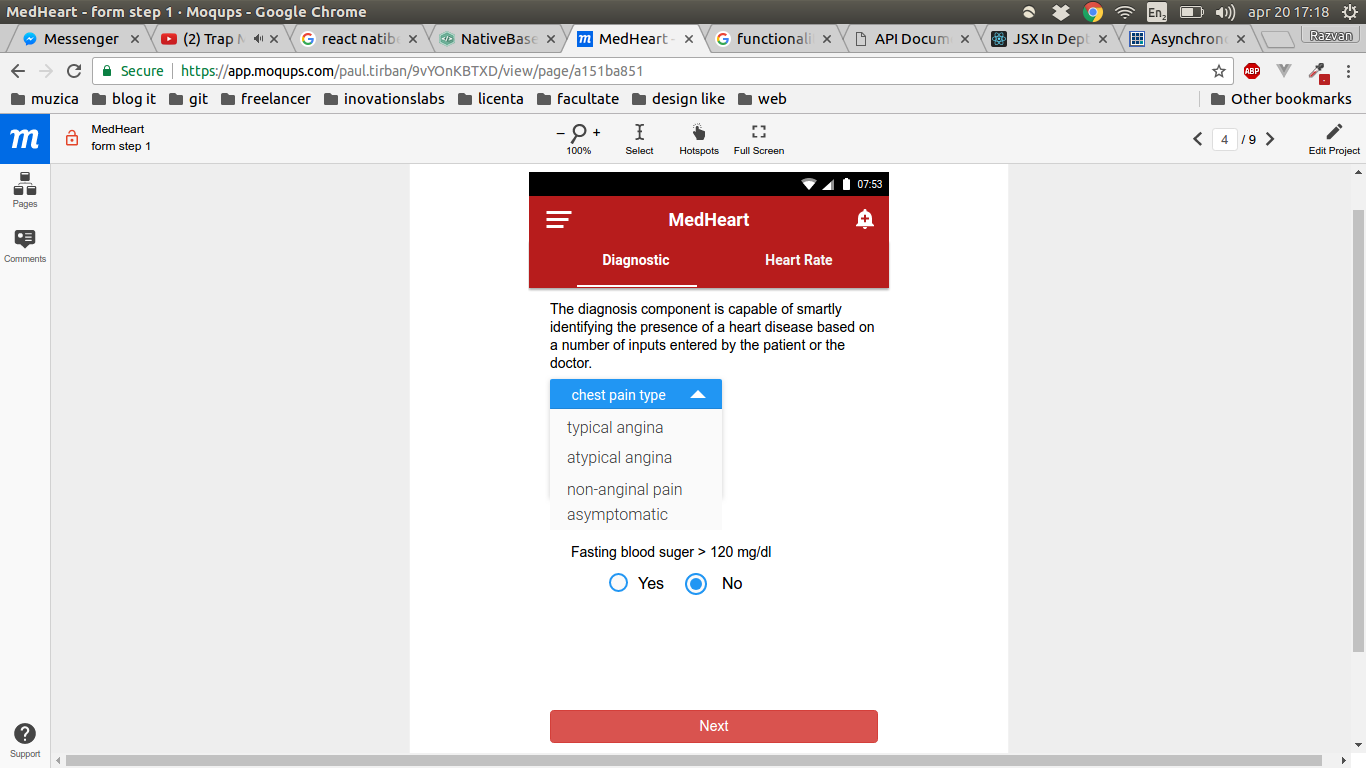 MedHeart - form step 1 · Moqups - Google Chrome
En₂
apr 20 17:18
Messenger
(2) Trap
react natib
NativeBase
MedHeart -
functionali
API Docum
JSX In Dept
Asynchron
Razvan
Secure
https://app.moqups.com/paul.tirban/9vYOnKBTXD/view/page/a151ba851
ABP
muzica
blog it
git
freelancer
inovationslabs
licenta
facultate
design like
web
Other bookmarks
m
MedHeart
form step 1
100%
Select
Hotspots
Full Screen
4 / 9
Edit Project
Pages
Comments
Support
07:53
MedHeart
Diagnostic
Heart Rate
The diagnosis component is capable of smartly
identifying the presence of a heart disease based on
a number of inputs entered by the patient or the
doctor.
chest pain type
typical angina
atypical angina
non-anginal pain
asymptomatic
Fasting blood suger > 120 mg/dl
Yes
No
Next